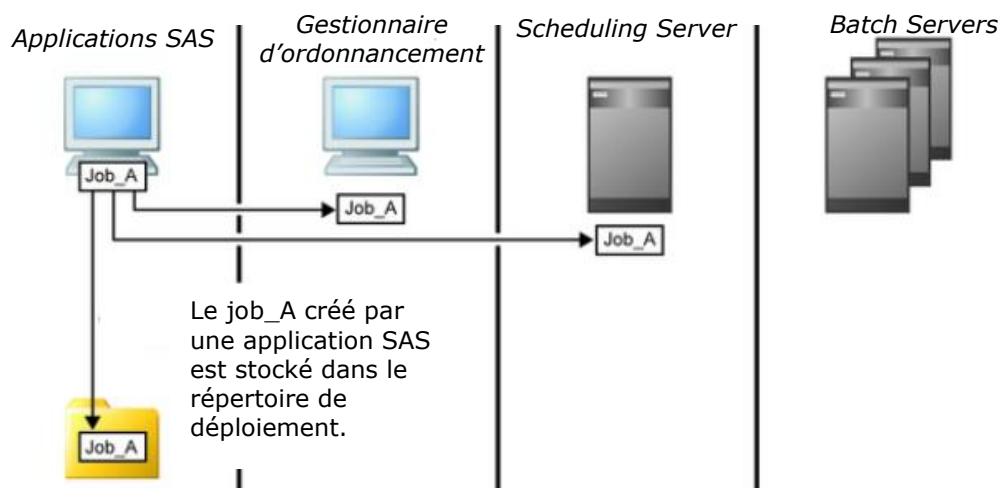 Applications SAS
Gestionnaire
d’ordonnancement
Scheduling Server
Batch Servers
Job_A
Job_A
Job_A
Le job_A créé par
une application SAS
est stocké dans le
répertoire de
déploiement.
Job_A